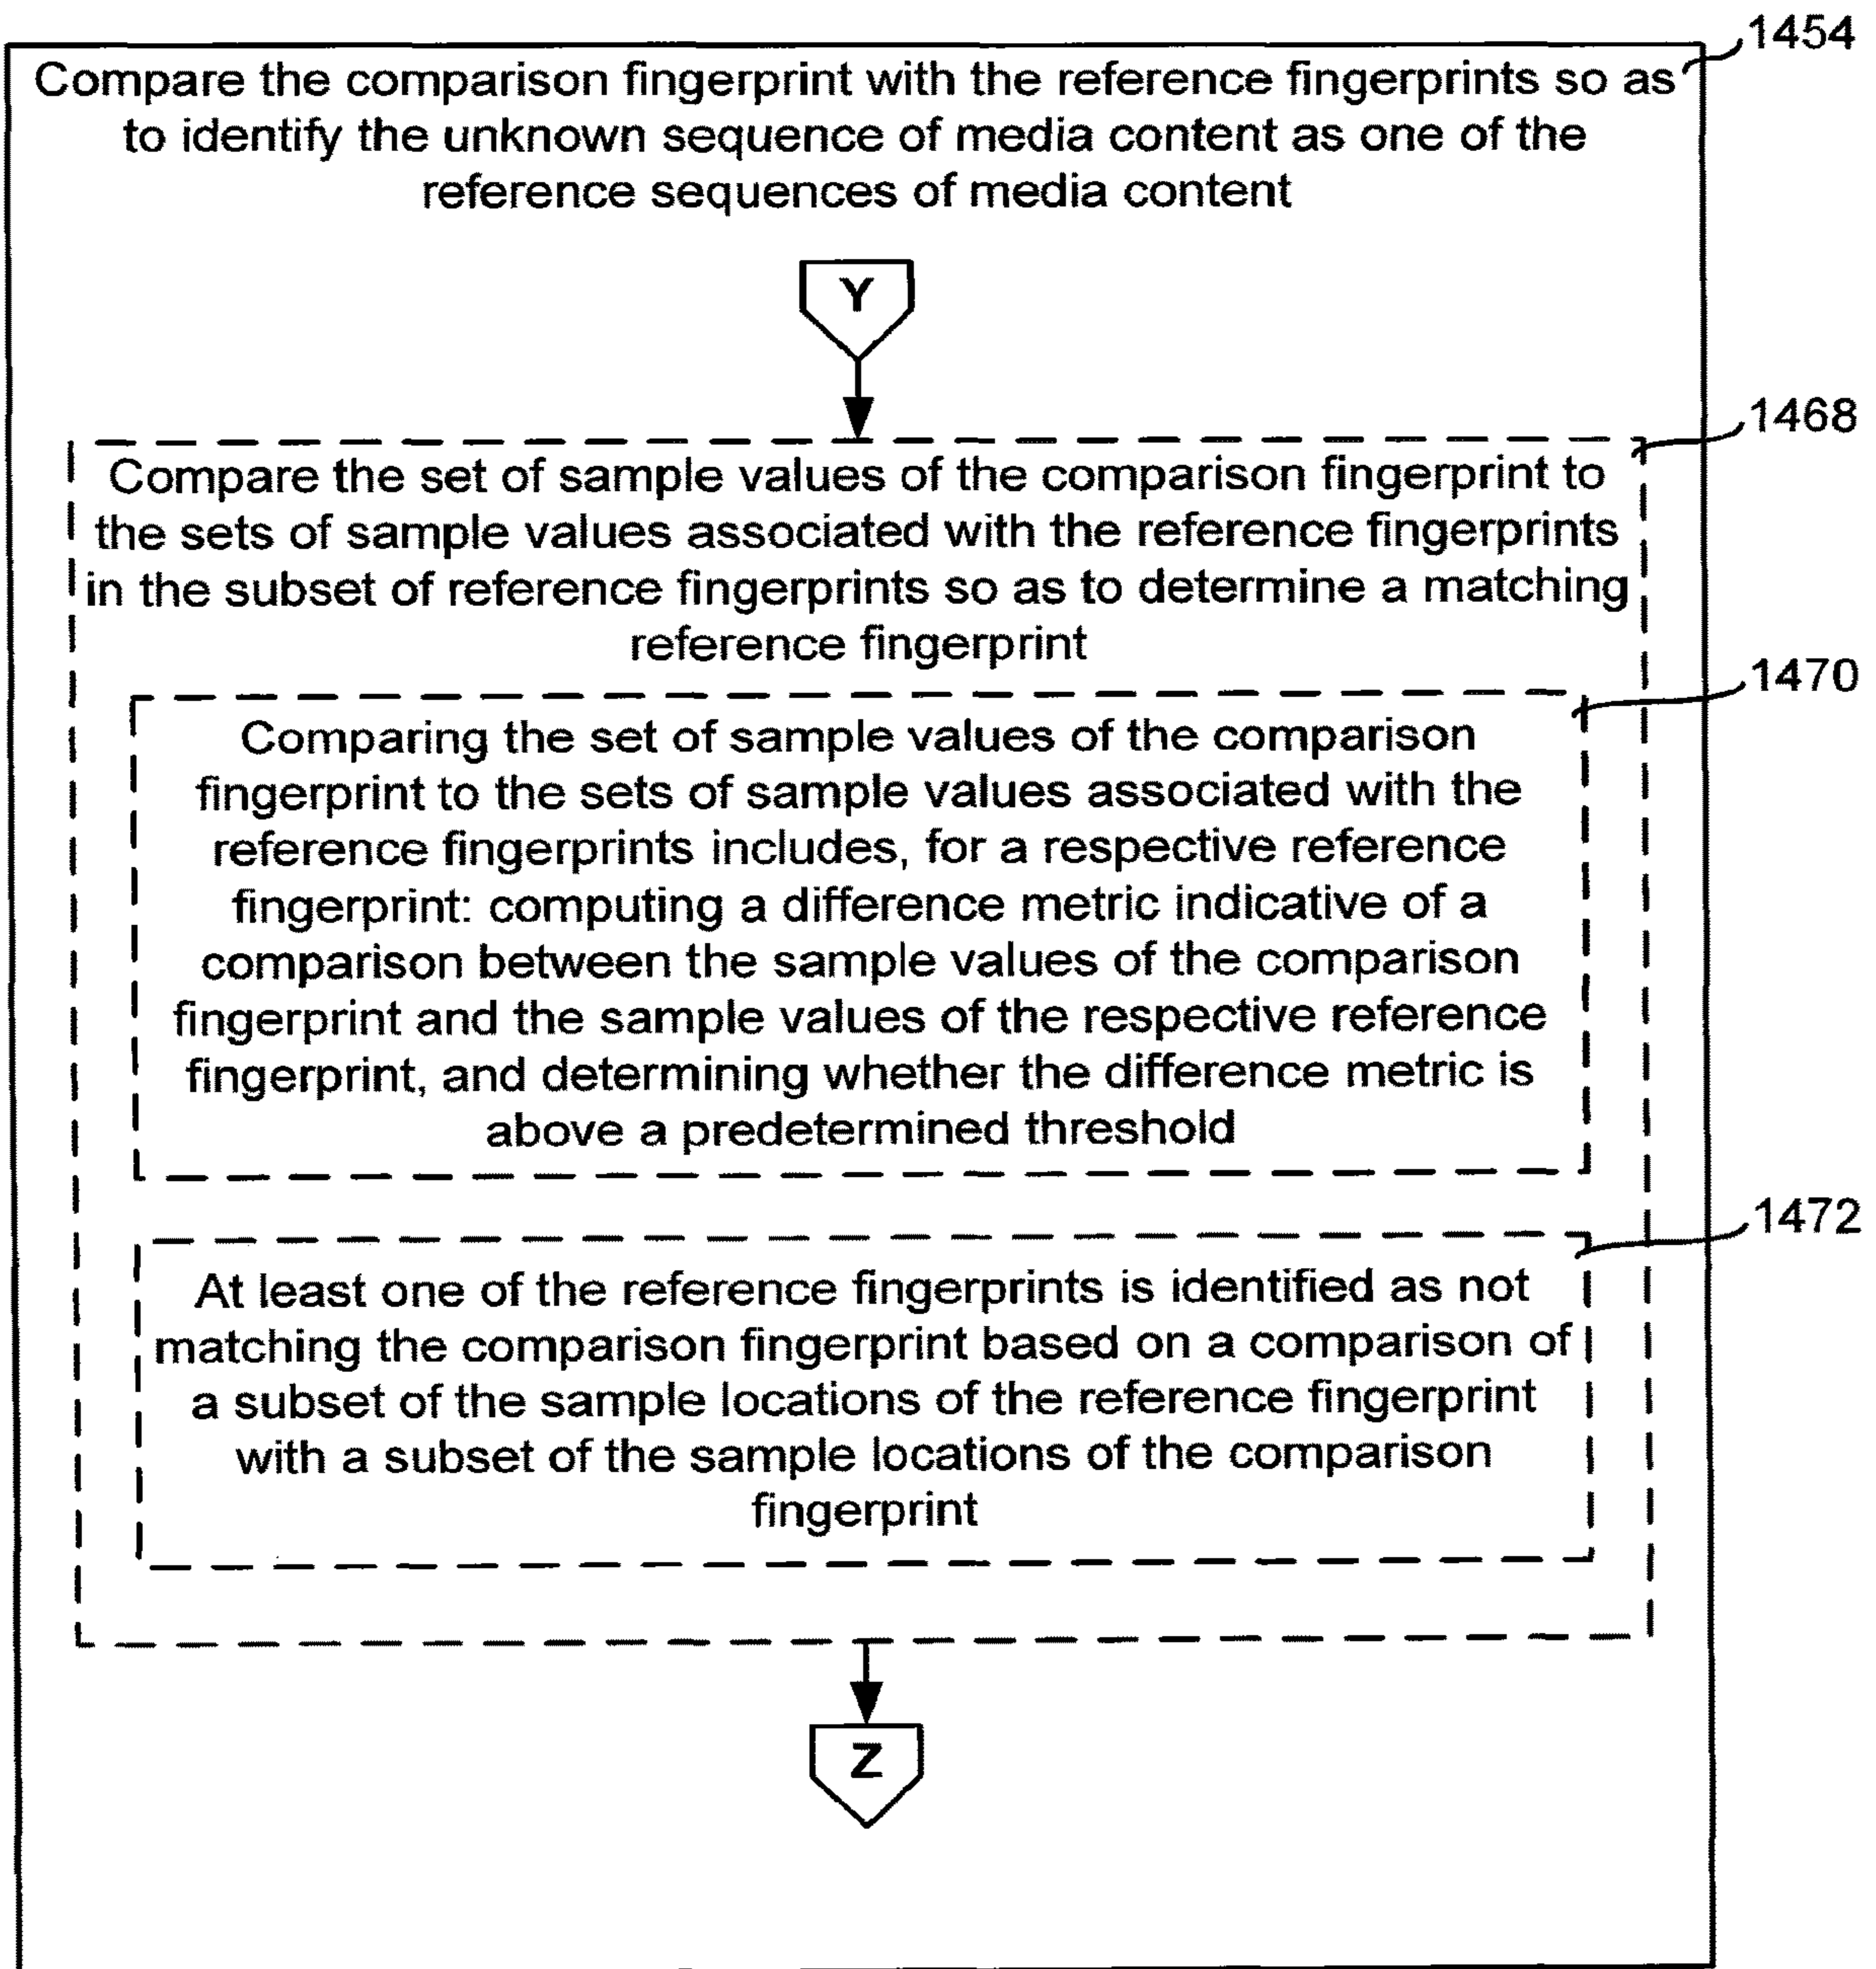 1454
Compare the comparison fingerprint with the reference fingerprints so as
to identify the unknown sequence of media content as one of the
reference sequences of media content
Y
1468
Compare the set of sample values of the comparison fingerprint to
the sets of sample values associated with the reference fingerprints
in the subset of reference fingerprints so as to determine a matching
reference fingerprint
1470
Comparing the set of sample values of the comparison
fingerprint to the sets of sample values associated with the
reference fingerprints includes, for a respective reference
fingerprint: computing a difference metric indicative of a
comparison between the sample values of the comparison
fingerprint and the sample values of the respective reference
fingerprint, and determining whether the difference metric is
above a predetermined threshold
1472
At least one of the reference fingerprints is identified as not
matching the comparison fingerprint based on a comparison of
a subset of the sample locations of the reference fingerprint
with a subset of the sample locations of the comparison
fingerprint
Z